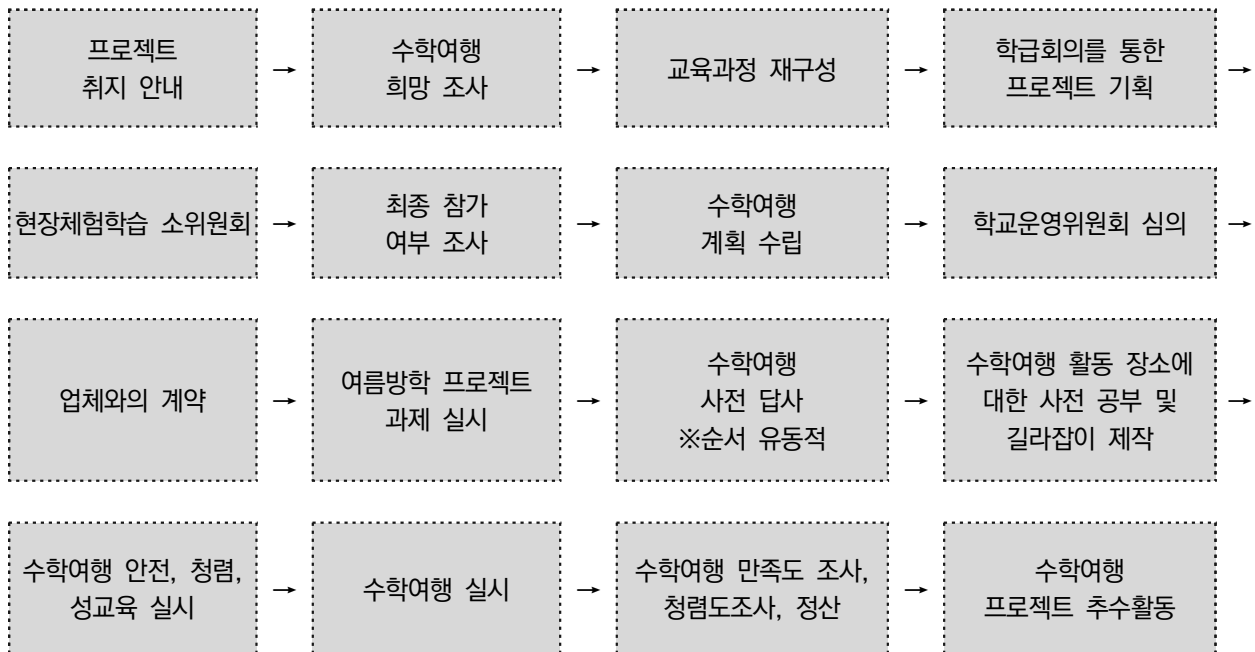 프로젝트
취지 안내
→
수학여행
희망 조사
→
교육과정 재구성
→
학급회의를 통한
프로젝트 기획
→
현장체험학습 소위원회
→
최종 참가
여부 조사
→
수학여행
계획 수립
→
학교운영위원회 심의
→
업체와의 계약
→
여름방학 프로젝트
과제 실시
→
수학여행
사전 답사
※순서 유동적
→
수학여행 활동 장소에
대한 사전 공부 및
길라잡이 제작
→
수학여행 안전, 청렴,
성교육 실시
→
수학여행 실시
→
수학여행 만족도 조사,
청렴도조사, 정산
→
수학여행
프로젝트 추수활동